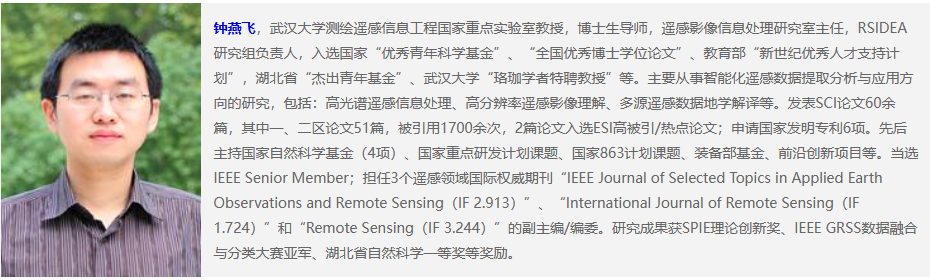 钟燕飞，武汉大学测绘遥感信息工程国家重点实验室教授，博士生导师，遥感影像信息处理研究室主任，RSIDEA
研究组负责人，入选国家“优秀青年科学基金”、“全国优秀博士学位论文”、教育部“新世纪优秀人才支持计
划”，湖北省“杰出青年基金”、武汉大学“珞珈学者特聘教授”等。主要从事智能化遥感数据提取分析与应用方
向的研究，包括：高光谱遥感信息处理、高分辨率遥感影像理解、多源遥感数据地学解译等。发表SCI论文60余
篇，其中一、二区论文51篇，被引用1700余次，2篇论文入选ESI高被引/热点论文；申请国家发明专利6项。先后
主持国家自然科学基金（4项）、国家重点研发计划课题、国家863计划课题、装备部基金、前沿创新项目等。当选
IEEE Senior Member；担任3个遥感领域国际权威期刊“IEEE Journal of Selected Topics in Applied Earth
Observations and Remote Sensing（IF 2.913）”、“International Journal of Remote Sensing（IF
1.724）”和“Remote Sensing（IF 3.244）”的副主编/编委。研究成果获SPIE理论创新奖、IEEE GRSS数据融合
与分类大赛亚军、湖北省自然科学一等奖等奖励。